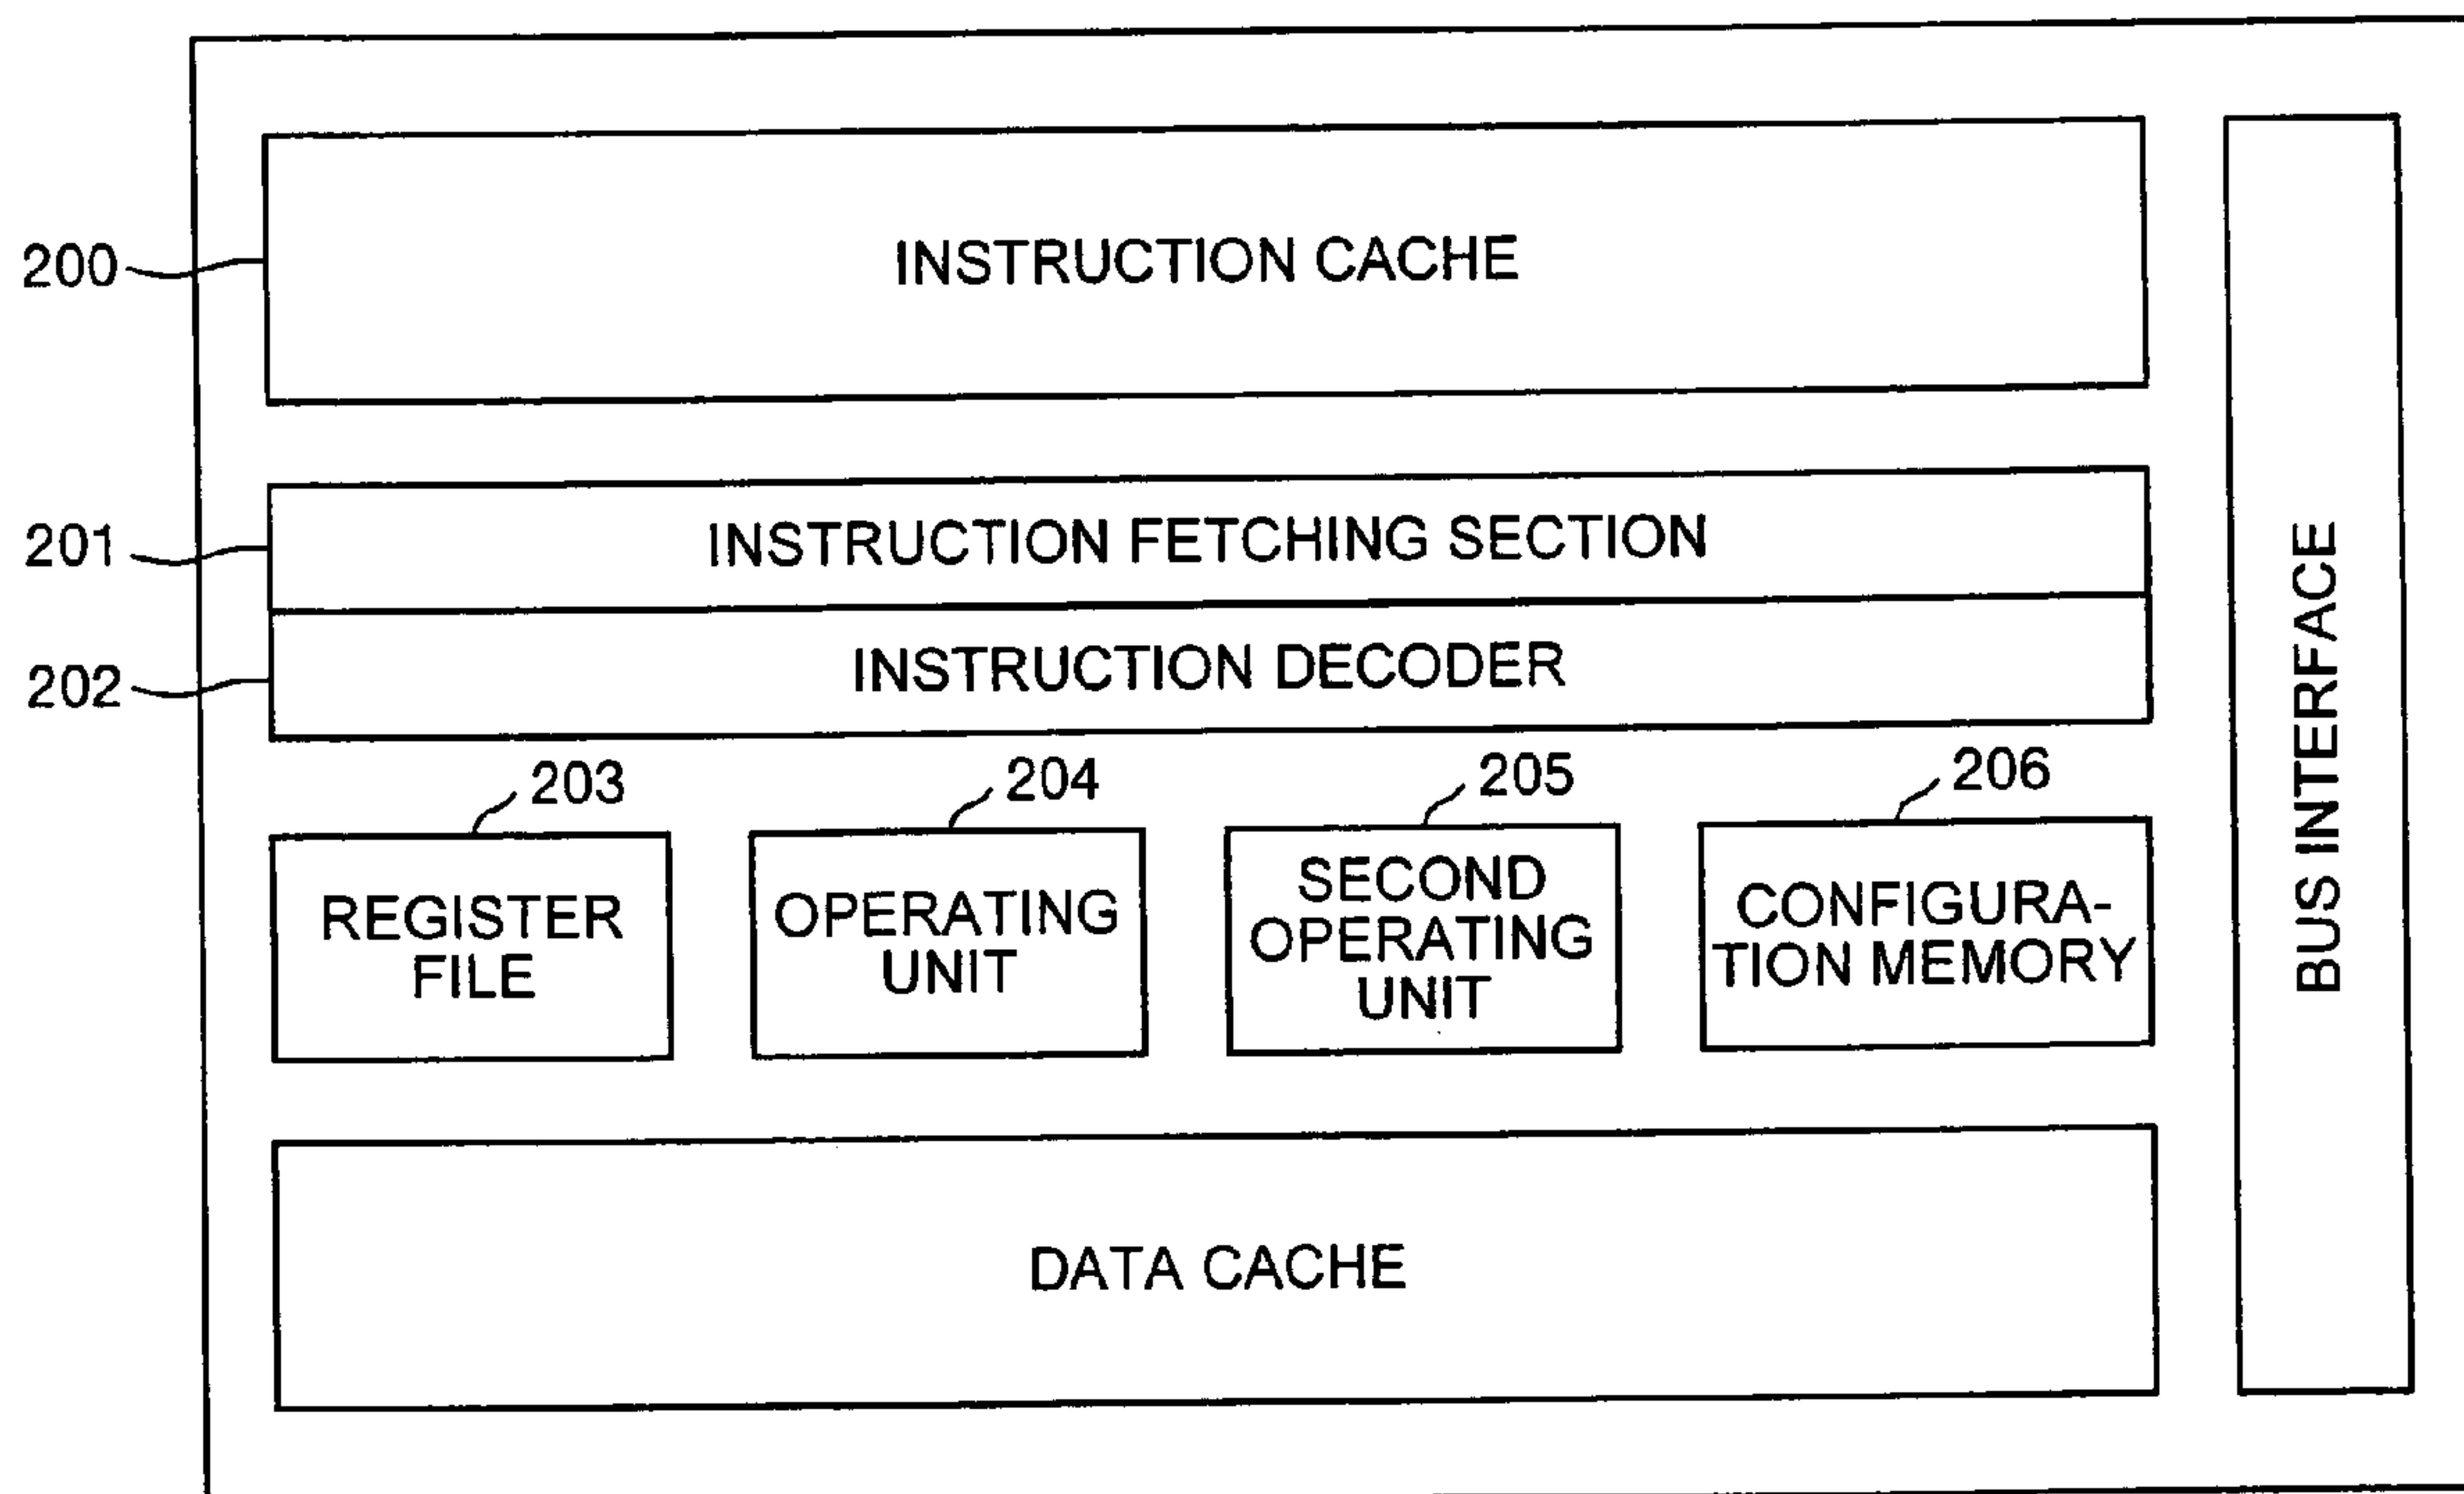 200
INSTRUCTION CACHE
201
INSTRUCTION FETCHING SECTION
202
INSTRUCTION DECODER
203
204
205
206
REGISTER
FILE
OPERATING
UNIT
SECOND
OPERATING
UNIT
CONFIGURA-
TION MEMORY
DATA CACHE
BUS INTERFACE